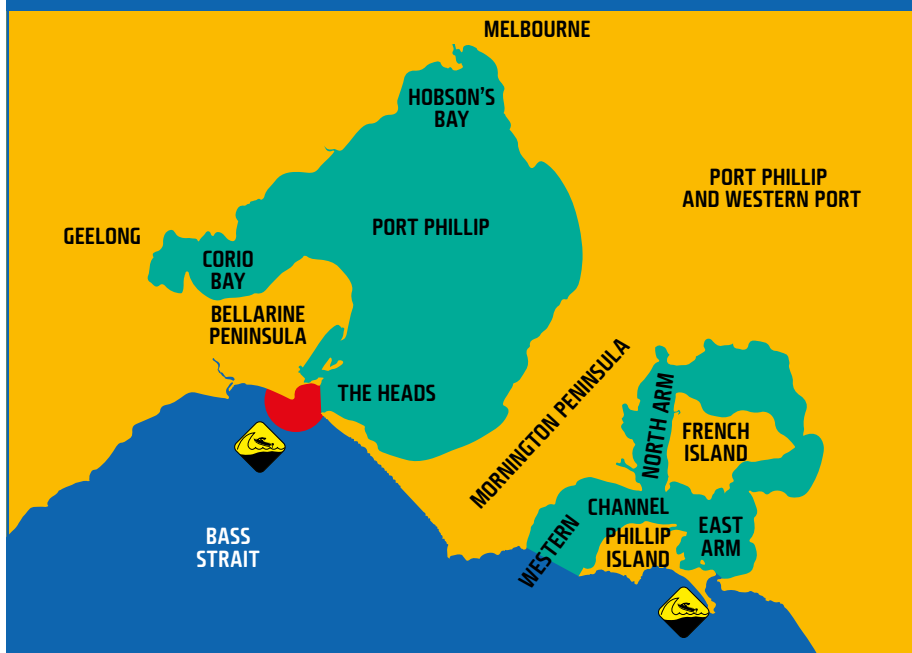 MELBOURNE
HOBSON'S
BAY
PORT PHILLIP
AND WESTERN PORT
PORT PHILLIP
GEELONG
CORIO
BAY
BELLARINE
PENINSULA
THE HEADS
MORNINGTON PENINSULA
NORTH ARM
FRENCH
ISLAND
WESTERN
CHANNEL
PHILLIP
ISLAND
EAST
ARM
BASS
STRAIT